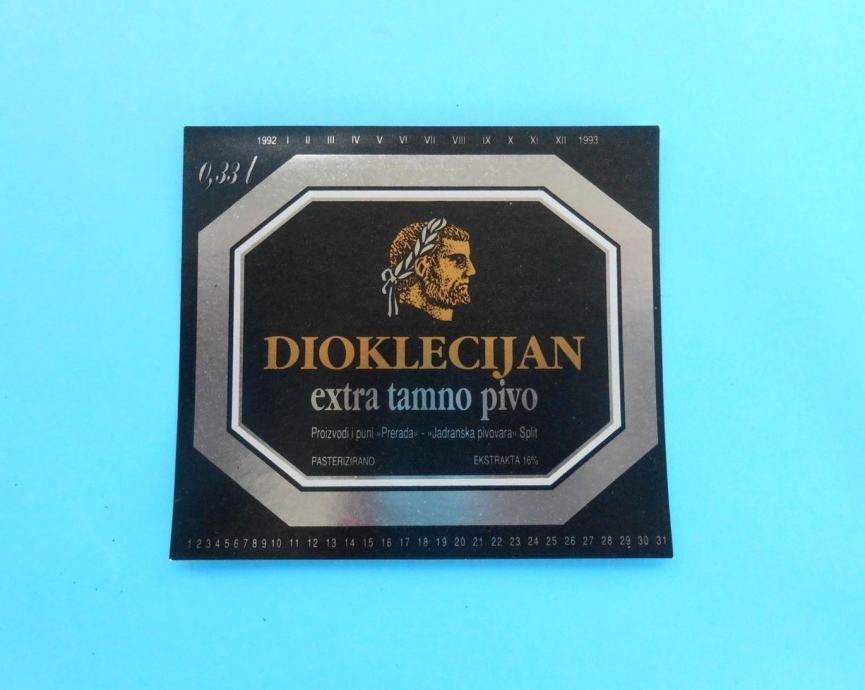 1992 I II III IV V VI VII VIII IX X XI XII 1993
0,33 l
DIOKLECIJAN
extra tamno pivo
Proizvodi i puni »Prerada« - »Jadranska pivovara« Split
PASTERIZIRANO EKSTRAKTA 16%
1 2 3 4 5 6 7 8 9 10 11 12 13 14 15 16 17 18 19 20 21 22 23 24 25 26 27 28 29 30 31